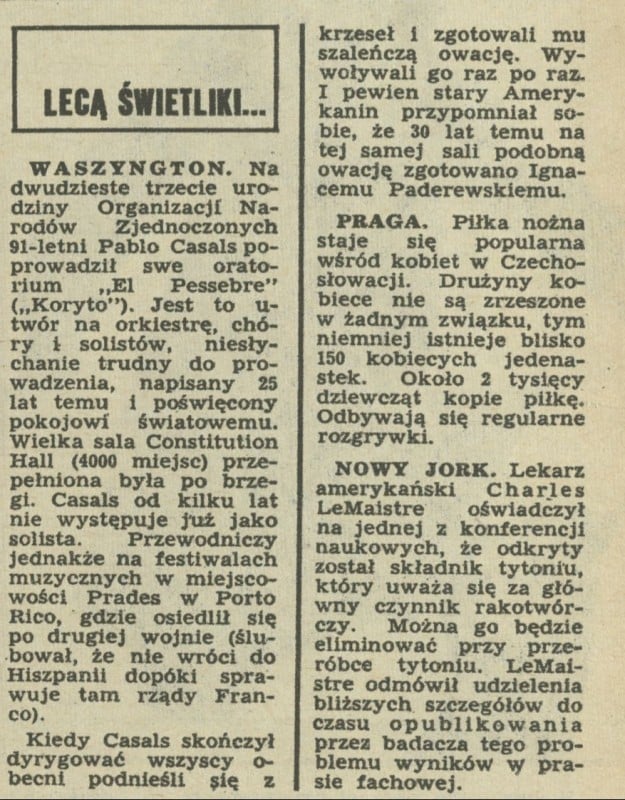 LECĄ ŚWIETLIKI...
WASZYNGTON. Na
dwudzieste trzecie uro-
dziny Organizacji Na-
rodów Zjednoczonych
91-letni Pablo Casals po-
prowadził swe orato-
rium „El Pessebre”
(„Koryto”). Jest to u-
twór na orkiestrę, chó-
ry i solistów, niesły-
chanie trudny do pro-
wadzenia, napisany 25
lat temu i poświęcony
pokojowi światowemu.
Wielka sala Constitution
Hall (4000 miejsc) prze-
pełniona była po brze-
gi. Casals od kilku lat
nie występuje już jako
solista. Przewodniczy
jednakże na festiwalach
muzycznych w miejsco-
wości Prades w Porto
Rico, gdzie osiedlił się
po drugiej wojnie (ślu-
bował, że nie wróci do
Hiszpanii dopóki spra-
wuje tam rządy Fran-
co).
Kiedy Casals skończył
dyrygować wszyscy o-
becni podnieśli się z
krzeseł i zgotowali mu
szaleńczą owację. Wy-
woływali go raz po raz.
I pewien stary Amery-
kanin przypomniał so-
bie, że 30 lat temu na
tej samej sali podobną
owację zgotowano Igna-
cemu Paderewskiemu.
PRAGA. Piłka nożna
staje się popularna
wśród kobiet w Czecho-
słowacji. Drużyny ko-
biece nie są zrzeszone
w żadnym związku, tym
niemniej istnieje blisko
150 kobiecych jedena-
stek. Około 2 tysięcy
dziewcząt kopie piłkę.
Odbywają się regularne
rozgrywki.
NOWY JORK. Lekarz
amerykański Charles
LeMaistre oświadczył
na jednej z konferencji
naukowych, że odkryty
został składnik tytoniu,
który uważa się za głó-
wny czynnik rakotwór-
czy. Można go będzie
eliminować przy prze-
róbce tytoniu. LeMai-
stre odmówił udzielenia
bliższych szczegółów do
czasu opublikowania
przez badacza tego pro-
blemu wyników w pra-
sie fachowej.